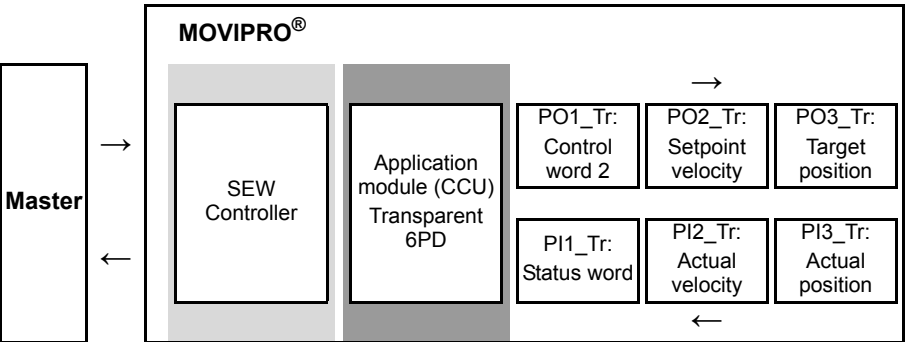 MOVIPRO®
→
PO1_Tr:
Control
word 2
PO2_Tr:
Setpoint
velocity
PO3_Tr:
Target
position
→
Master
←
SEW
Controller
Application
module (CCU)
Transparent
6PD
PI1_Tr:
Status word
PI2_Tr:
Actual
velocity
PI3_Tr:
Actual
position
←